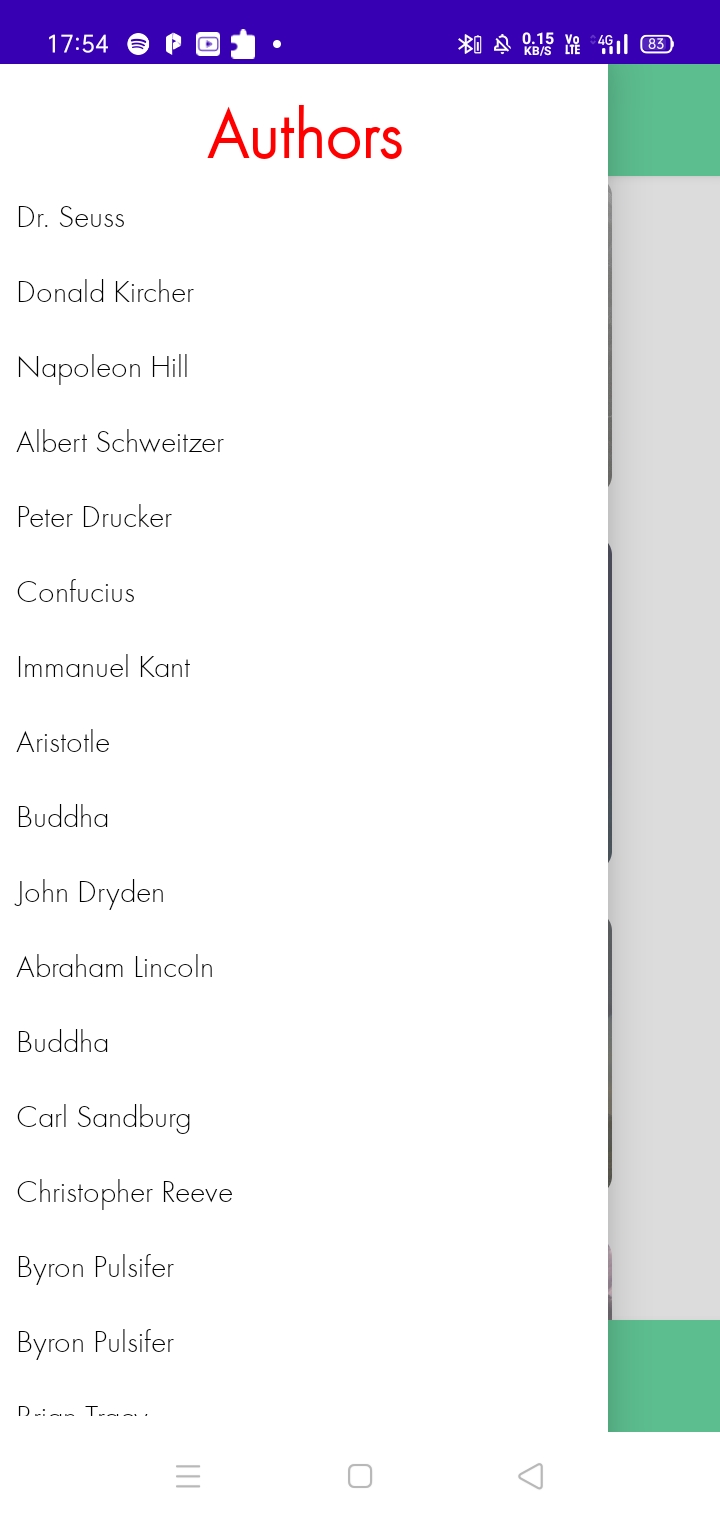 17:54
0.15
KB/S
Vo
LTE
4G
83
Authors
Dr. Seuss
Donald Kircher
Napoleon Hill
Albert Schweitzer
Peter Drucker
Confucius
Immanuel Kant
Aristotle
Buddha
John Dryden
Abraham Lincoln
Buddha
Carl Sandburg
Christopher Reeve
Byron Pulsifer
Byron Pulsifer
Brian Tracy